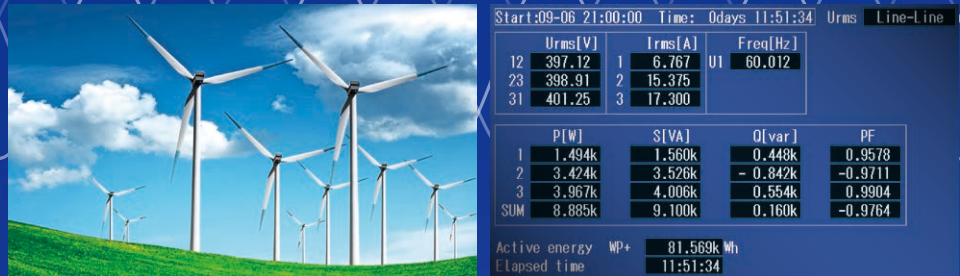 Start:09-06 21:00:00 Time: 0days 11:51:34 Urms Line-Line
Urms[V] Irms[A] Freq[Hz]
12 397.12 1 6.767 U1 60.012
23 398.91 2 15.375
31 401.25 3 17.300
P[W] S[VA] Q[var] PF
1 1.494k 1.560k 0.448k 0.9578
2 3.424k 3.526k - 0.842k -0.9711
3 3.967k 4.006k 0.554k 0.9904
SUM 8.885k 9.100k 0.160k -0.9764
Active energy WP+ 81.569k Wh
Elapsed time 11:51:34